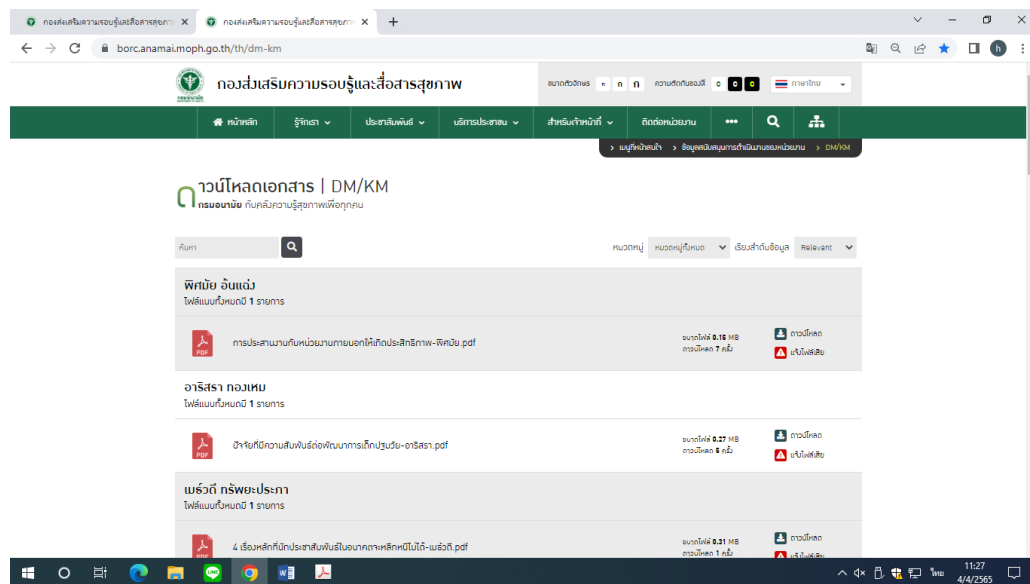 กองส่งเสริมความรอบรู้และสื่อสารสุขภาพ
กองส่งเสริมความรอบรู้และสื่อสารสุขภาพ
borc.anamai.moph.go.th/th/dm-km
h
กองส่งเสริมความรอบรู้และสื่อสารสุขภาพ
ขนาดตัวอักษร ก ก ก ความตัดกันของสี C C C ภาษาไทย
หน้าหลัก รู้จักเรา ประชาสัมพันธ์ บริการประชาชน สำหรับเจ้าหน้าที่ ติดต่อหน่วยงาน
> เมนูที่หน้าสนใจ > ข้อมูลสนับสนุนการดำเนินงานของหน่วยงาน > DM/KM
ดาวน์โหลดเอกสาร | DM/KM
กรมอนามัย กับคลังความรู้สุขภาพเพื่อทุกคน
ค้นหา
หมวดหมู่ หมวดหมู่ทั้งหมด เรียงลำดับข้อมูล Relevant
พิศมัย อ้นแฉ่ง
ไฟล์แนบทั้งหมดมี 1 รายการ
PDF
การประสานงานกับหน่วยงานภายนอกให้เกิดประสิทธิภาพ-พิศมัย.pdf
ขนาดไฟล์ 0.15 MB
ดาวน์โหลด 7 ครั้ง
ดาวน์โหลด
แจ้งไฟล์เสีย
อาริสรา ทองเหม
ไฟล์แนบทั้งหมดมี 1 รายการ
PDF
ปัจจัยที่มีความสัมพันธ์ต่อพัฒนาการเด็กปฐมวัย-อาริสรา.pdf
ขนาดไฟล์ 0.27 MB
ดาวน์โหลด 5 ครั้ง
ดาวน์โหลด
แจ้งไฟล์เสีย
เมธ์วดี ทรัพยะประภา
ไฟล์แนบทั้งหมดมี 1 รายการ
PDF
4 เรื่องหลักที่นักประชาสัมพันธ์ในอนาคตจะหลีกหนีไม่ได้-เมธ์วดี.pdf
ขนาดไฟล์ 0.31 MB
ดาวน์โหลด 1 ครั้ง
ดาวน์โหลด
แจ้งไฟล์เสีย
ไทย
11:27
4/4/2565